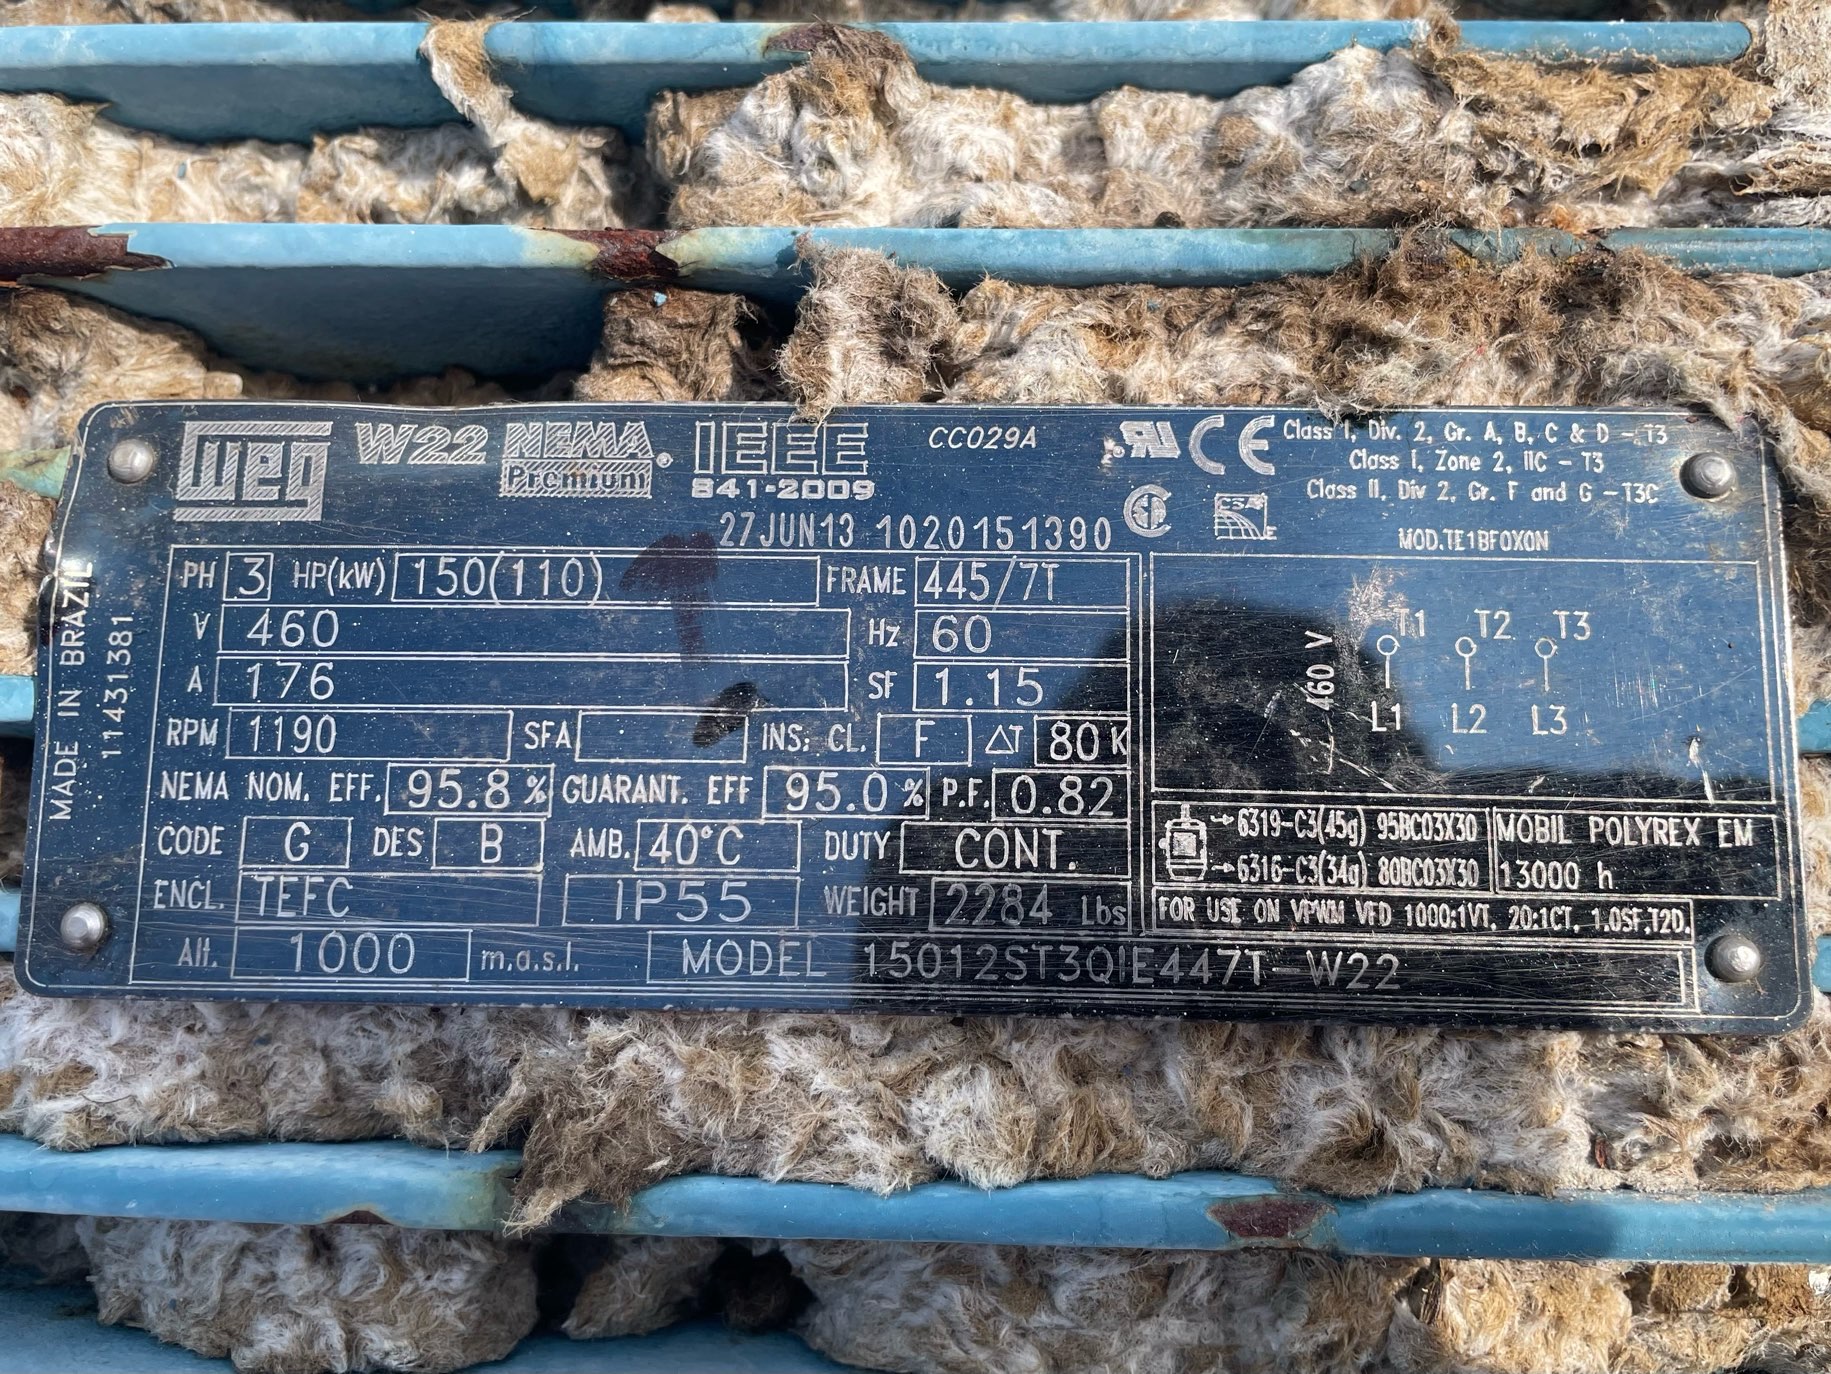 weg W22 NEMA Premium® IEEE 841-2009 CC029A
27JUN13 1020151390
Class I, Div. 2, Gr. A, B, C & D - T3
Class I, Zone 2, IIC - T3
Class II, Div 2, Gr. F and G - T3C
MOD.TE1BF0X0N
MADE IN BRAZIL
11431381
PH 3 HP(kW) 150(110) FRAME 445/7T
V 460 Hz 60
A 176 SF 1.15
RPM 1190 SFA INS: CL. F ΔT 80 K
NEMA NOM. EFF. 95.8 % GUARANT. EFF 95.0 % P.F. 0.82
CODE G DES B AMB. 40°C DUTY CONT.
ENCL. TEFC IP55 WEIGHT 2284 Lbs
Alt. 1000 m.a.s.l. MODEL 15012ST3QIE447T-W22
460 V
T1 T2 T3
L1 L2 L3
6319-C3(45g) 95BC03X30
6316-C3(34g) 80BC03X30
MOBIL POLYREX EM
13000 h
FOR USE ON VPWM VFD 1000:1VT, 20:1CT, 1.0SF,T2D.